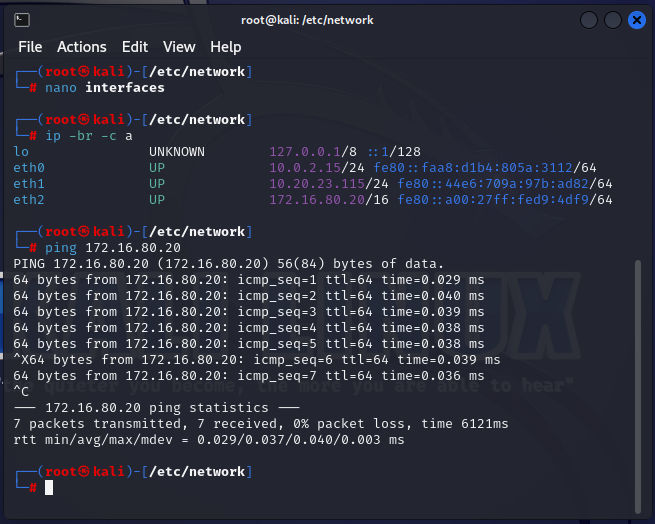 root@kali: /etc/network
File Actions Edit View Help
┌──(root㉿kali)-[/etc/network]
└─# nano interfaces
┌──(root㉿kali)-[/etc/network]
└─# ip -br -c a
lo UNKNOWN 127.0.0.1/8 ::1/128
eth0 UP 10.0.2.15/24 fe80::faa8:d1b4:805a:3112/64
eth1 UP 10.20.23.115/24 fe80::44e6:709a:97b:ad82/64
eth2 UP 172.16.80.20/16 fe80::a00:27ff:fed9:4df9/64
┌──(root㉿kali)-[/etc/network]
└─# ping 172.16.80.20
PING 172.16.80.20 (172.16.80.20) 56(84) bytes of data.
64 bytes from 172.16.80.20: icmp_seq=1 ttl=64 time=0.029 ms
64 bytes from 172.16.80.20: icmp_seq=2 ttl=64 time=0.040 ms
64 bytes from 172.16.80.20: icmp_seq=3 ttl=64 time=0.039 ms
64 bytes from 172.16.80.20: icmp_seq=4 ttl=64 time=0.038 ms
64 bytes from 172.16.80.20: icmp_seq=5 ttl=64 time=0.038 ms
^X64 bytes from 172.16.80.20: icmp_seq=6 ttl=64 time=0.039 ms
64 bytes from 172.16.80.20: icmp_seq=7 ttl=64 time=0.036 ms
quieter you become, the more you are able to hear"
^C
--- 172.16.80.20 ping statistics ---
7 packets transmitted, 7 received, 0% packet loss, time 6121ms
rtt min/avg/max/mdev = 0.029/0.037/0.040/0.003 ms
┌──(root㉿kali)-[/etc/network]
└─#